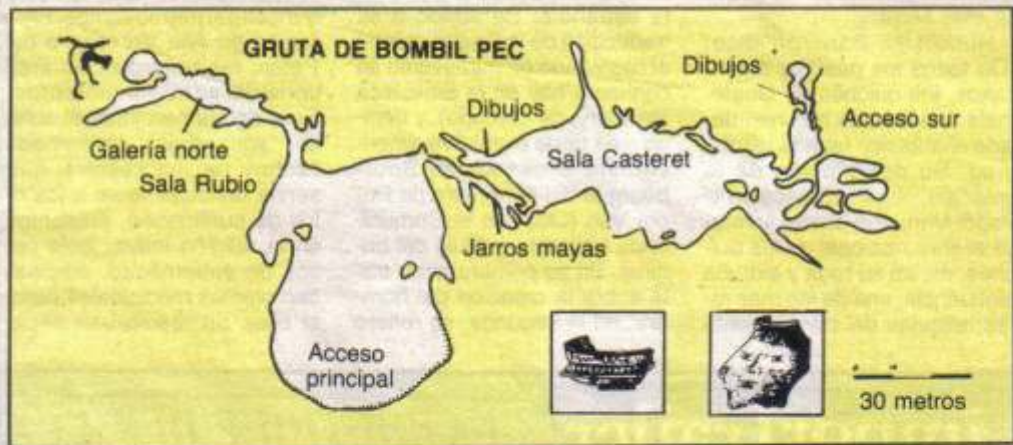 GRUTA DE BOMBIL PEC
Dibujos
Dibujos
Acceso sur
Galería norte
Sala Casteret
Sala Rubio
Jarros mayas
Acceso
principal
30 metros